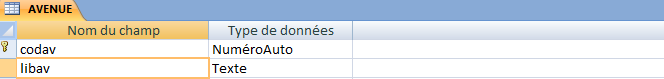 AVENUE
Nom du champ Type de données
codav NuméroAuto
libav Texte